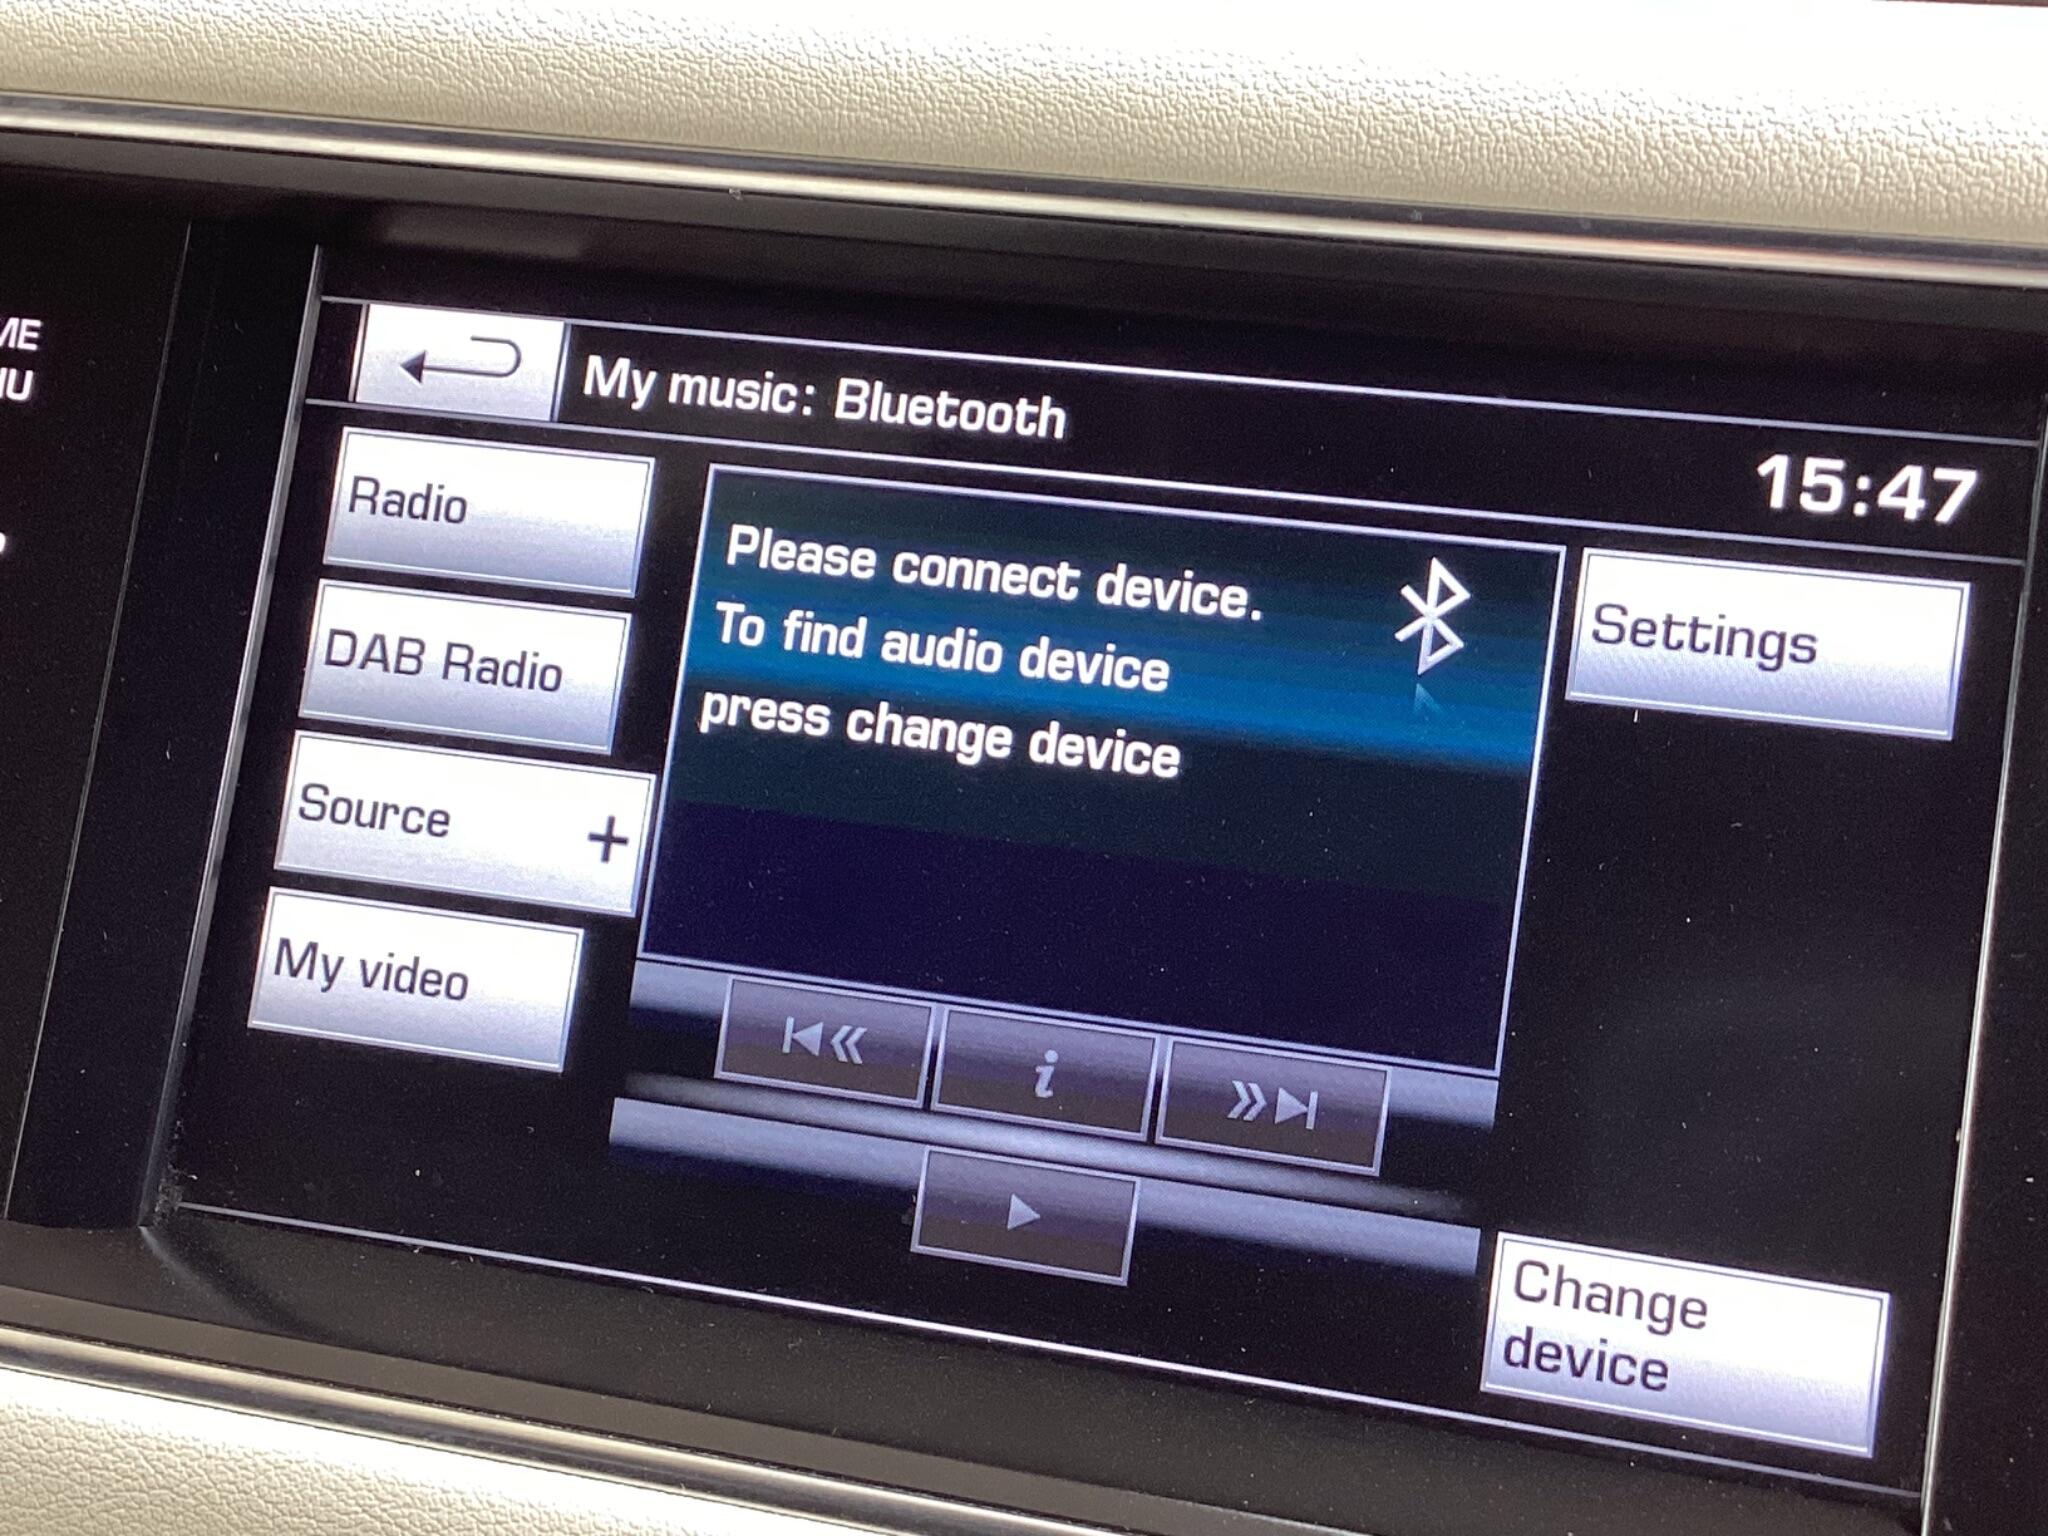 My music: Bluetooth
15:47
Radio
DAB Radio
Source +
My video
Please connect device.
To find audio device
press change device
i
Settings
Change
device